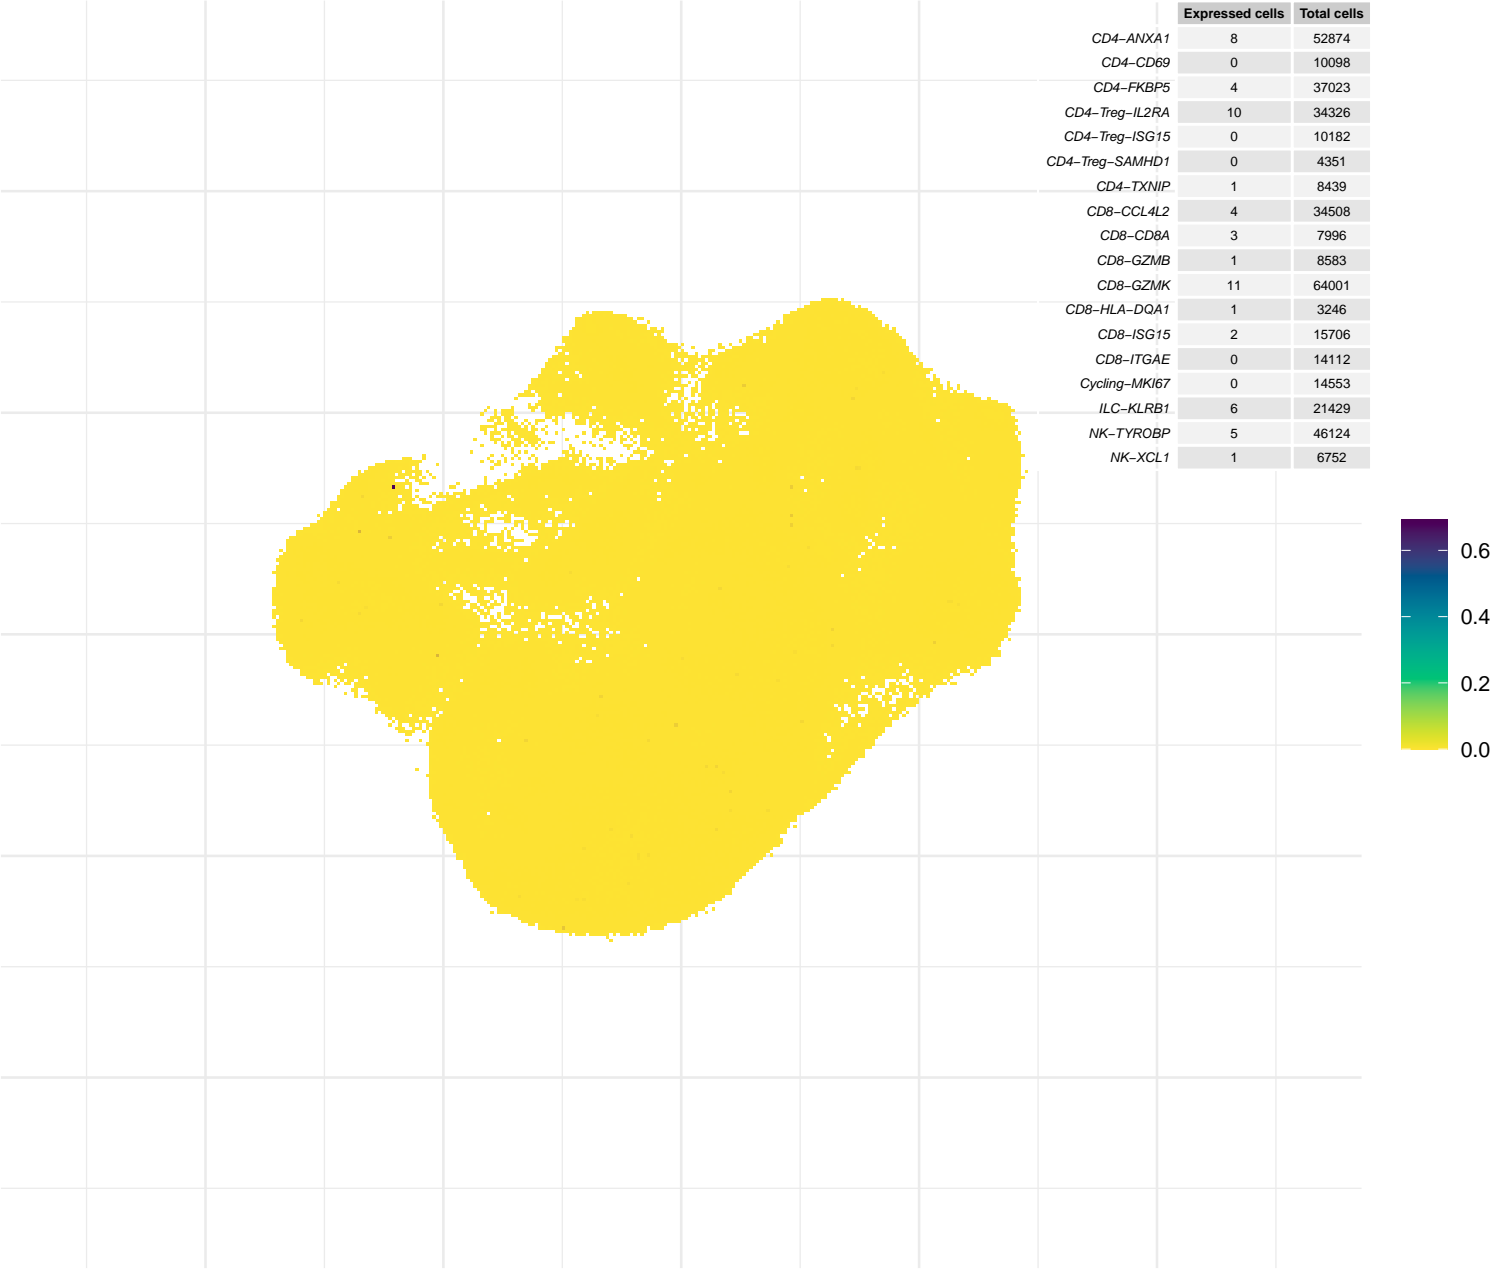 Expressed cells Total cells
CD4−ANXA1 8 52874
CD4−CD69 0 10098
CD4−FKBP5 4 37023
CD4−Treg−IL2RA 10 34326
CD4−Treg−ISG15 0 10182
CD4−Treg−SAMHD1 0 4351
CD4−TXNIP 1 8439
CD8−CCL4L2 4 34508
CD8−CD8A 3 7996
CD8−GZMB 1 8583
CD8−GZMK 11 64001
CD8−HLA−DQA1 1 3246
CD8−ISG15 2 15706
CD8−ITGAE 0 14112
Cycling−MKI67 0 14553
ILC−KLRB1 6 21429
NK−TYROBP 5 46124
NK−XCL1 1 6752
0.6
0.4
0.2
0.0